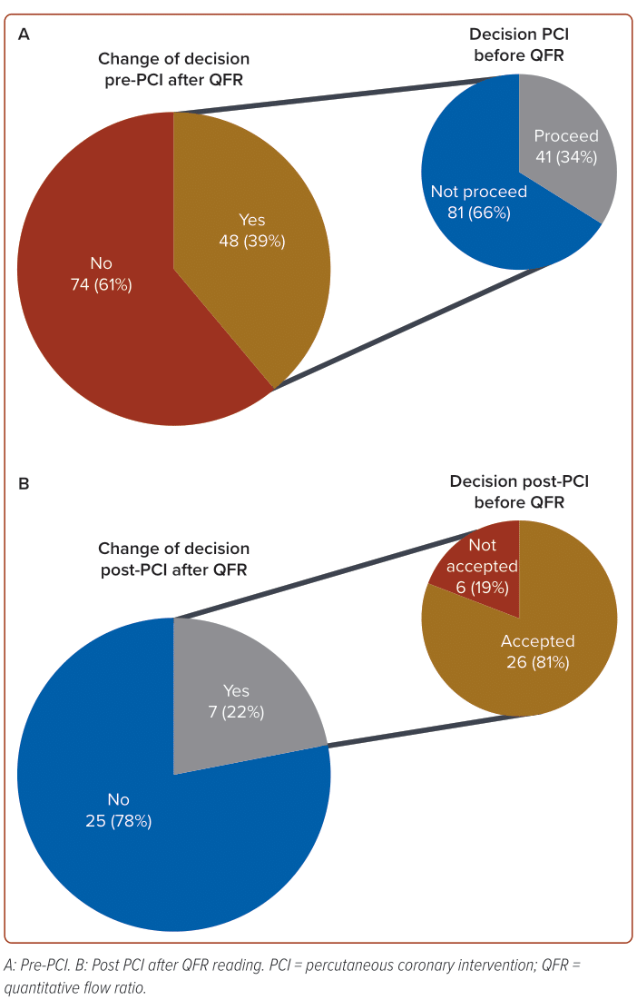 A
Change of decision
pre-PCI after QFR
Decision PCI
before QFR
Proceed
41 (34%)
Not proceed
81 (66%)
Yes
48 (39%)
No
74 (61%)
B
Decision post-PCI
before QFR
Change of decision
post-PCI after QFR
Not
accepted
6 (19%)
Accepted
26 (81%)
Yes
7 (22%)
No
25 (78%)
A: Pre-PCI. B: Post PCI after QFR reading. PCI = percutaneous coronary intervention; QFR =
quantitative flow ratio.